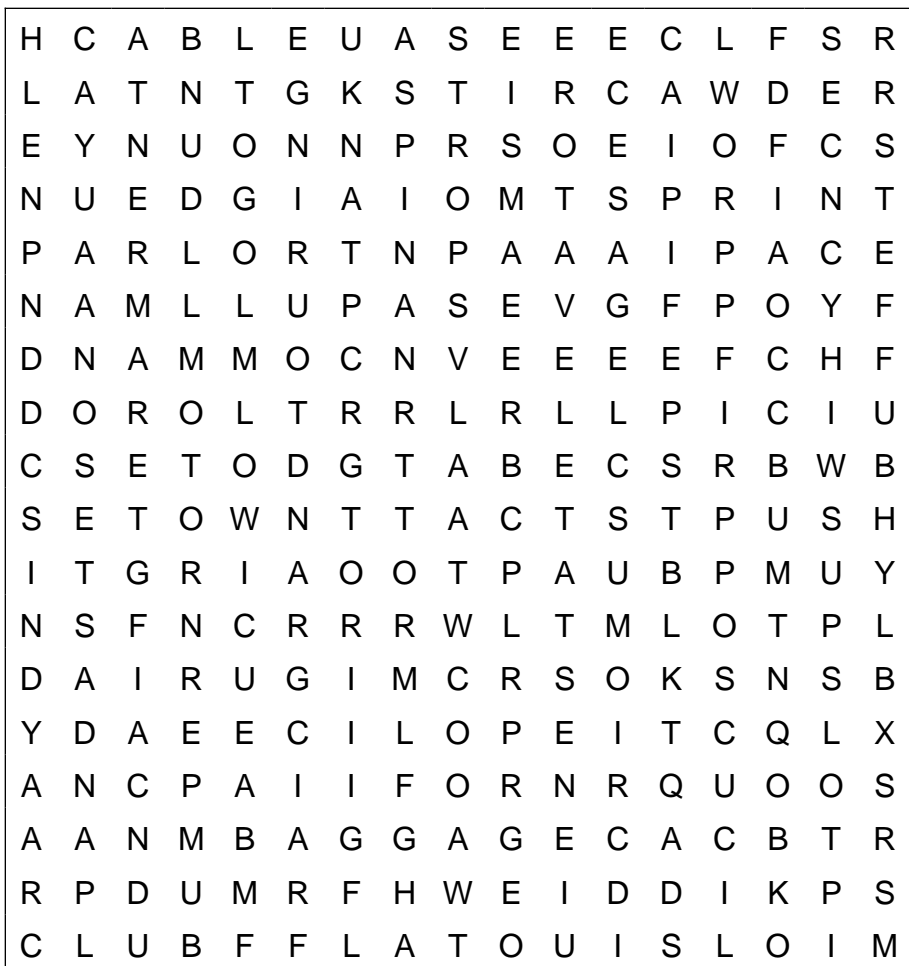 H C A B L E U A S E E E C L F S R
L A T N T G K S T I R C A W D E R
E Y N U O N N P R S O E I O F C S
N U E D G I A I O M T S P R I N T
P A R L O R T N P A A A I P A C E
N A M L L U P A S E V G F P O Y F
D N A M M O C N V E E E E F C H F
D O R O L T R R L R L L P I C I U
C S E T O D G T A B E C S R B W B
S E T O W N T T A C T S T P U S H
I T G R I A O O T P A U B P M U Y
N S F N C R R R W L T M L O T P L
D A I R U G I M C R S O K S N S B
Y D A E E C I L O P E I T C Q L X
A N C P A I I F O R N R Q U O O S
A A N M B A G G A G E C A C B T R
R P D U M R F H W E I D D I K P S
C L U B F F L A T O U I S L O I M